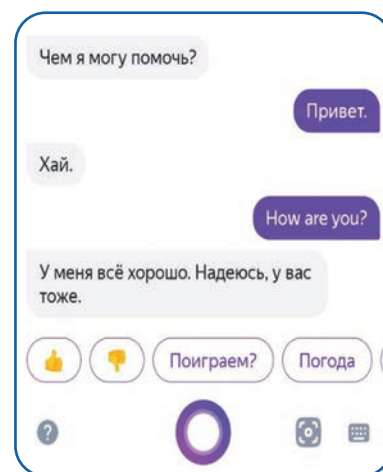 Чем я могу помочь?
Привет.
Хай.
How are you?
У меня всё хорошо. Надеюсь, у вас
тоже.
👍 👎 Поиграем? Погода
?